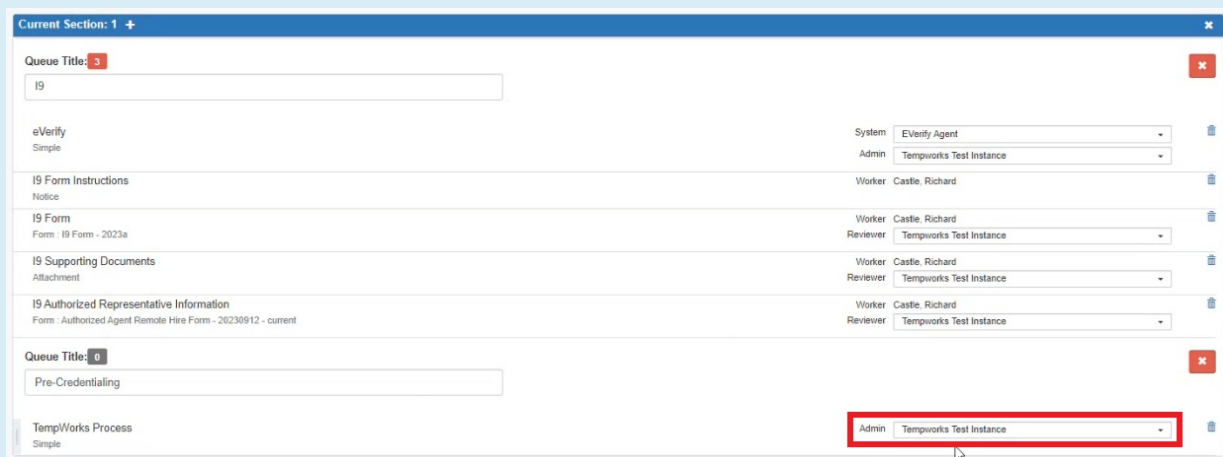 Current Section: 1 +
Queue Title: 3
I9
eVerify
System EVerify Agent
Simple
Admin Tempworks Test Instance
I9 Form Instructions
Worker Castle, Richard
Notice
I9 Form
Worker Castle, Richard
Form : I9 Form - 2023a
Reviewer Tempworks Test Instance
I9 Supporting Documents
Worker Castle, Richard
Attachment
Reviewer Tempworks Test Instance
I9 Authorized Representative Information
Worker Castle, Richard
Form : Authorized Agent Remote Hire Form - 20230912 - current
Reviewer Tempworks Test Instance
Queue Title: 0
Pre-Credentialing
TempWorks Process
Admin Tempworks Test Instance
Simple